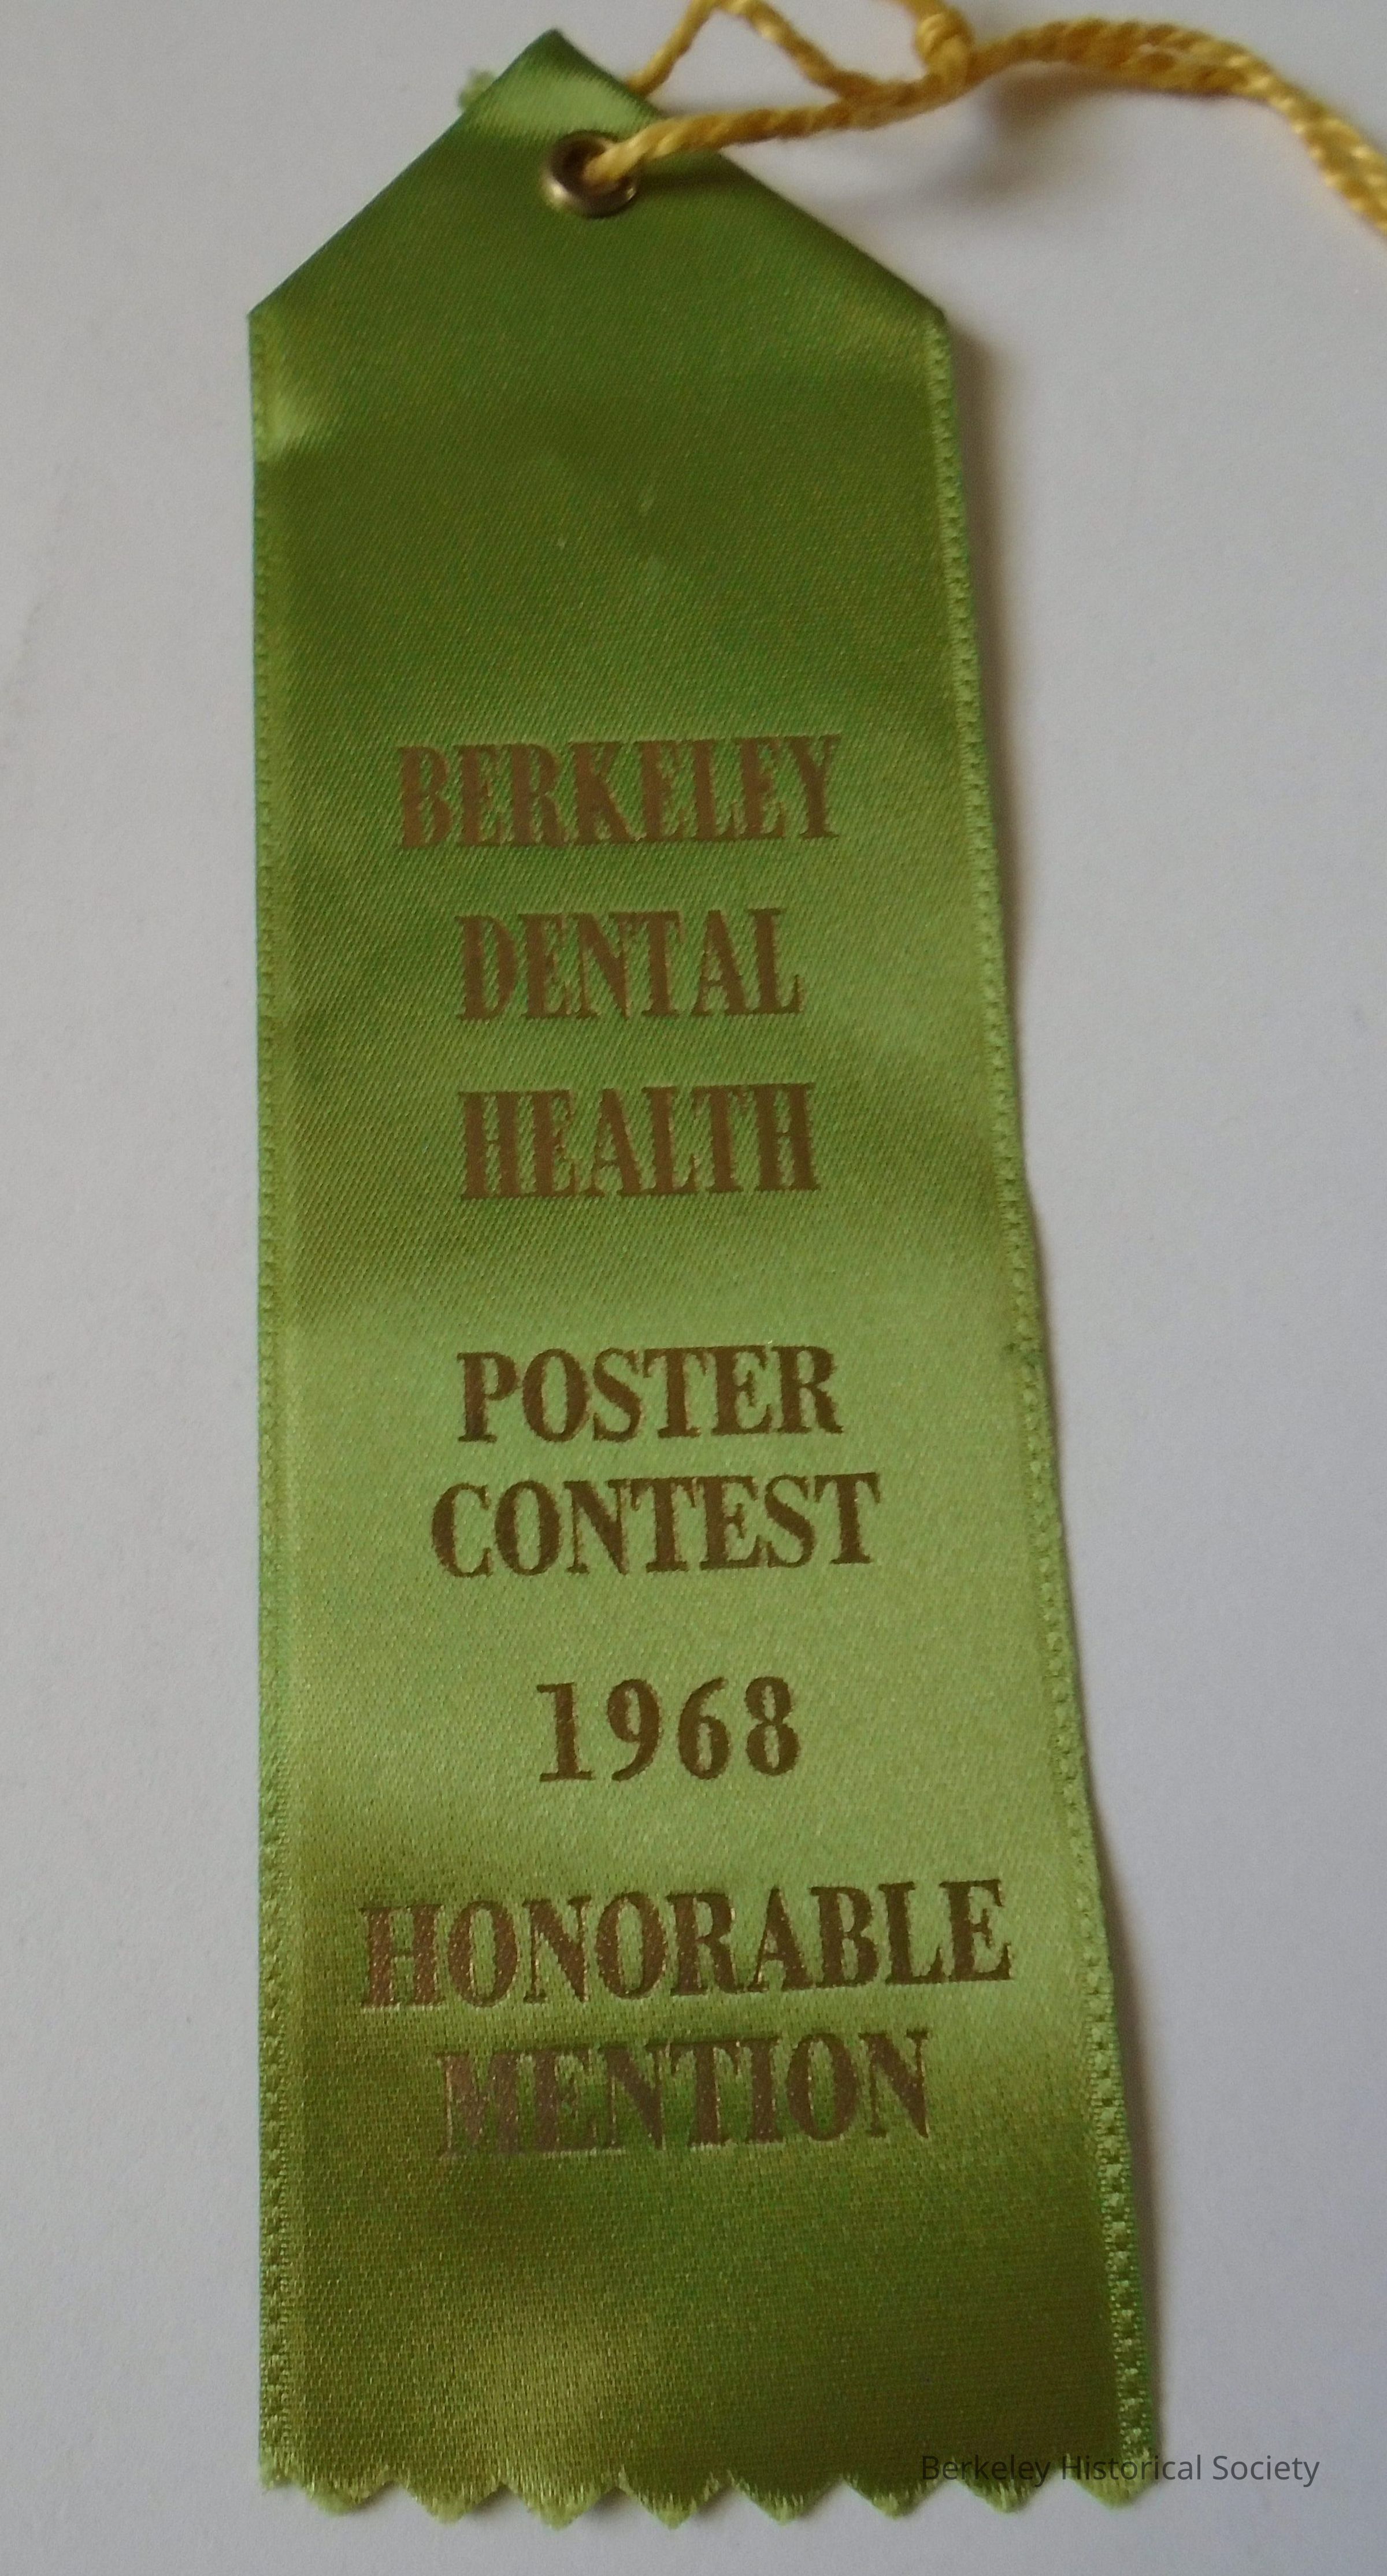 BERKELEY
DENTAL
HEALTH
POSTER
CONTEST
1968
HONORABLE
MENTION
Berkeley Historical Society